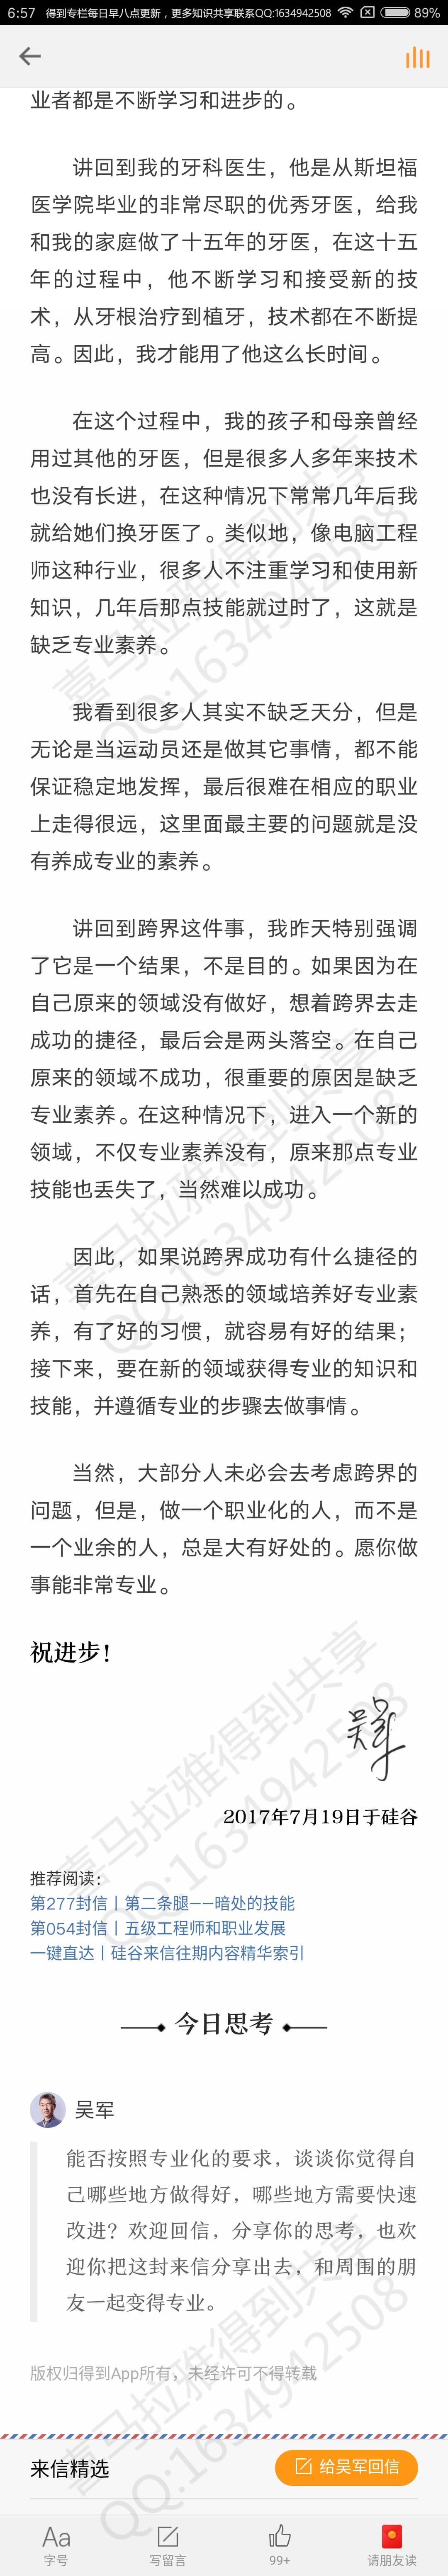 6:57 得到专栏每日早八点更新，更多知识共享联系QQ:1634942508 89%
业者都是不断学习和进步的。
讲回到我的牙科医生，他是从斯坦福
医学院毕业的非常尽职的优秀牙医，给我
和我的家庭做了十五年的牙医，在这十五
年的过程中，他不断学习和接受新的技
术，从牙根治疗到植牙，技术都在不断提
高。因此，我才能用了他这么长时间。
在这个过程中，我的孩子和母亲曾经
用过其他的牙医，但是很多人多年来技术
也没有长进，在这种情况下常常几年后我
就给她们换牙医了。类似地，像电脑工程
师这种行业，很多人不注重学习和使用新
知识，几年后那点技能就过时了，这就是
缺乏专业素养。
我看到很多人其实不缺乏天分，但是
无论是当运动员还是做其它事情，都不能
保证稳定地发挥，最后很难在相应的职业
上走得很远，这里面最主要的问题就是没
有养成专业的素养。
讲回到跨界这件事，我昨天特别强调
了它是一个结果，不是目的。如果因为在
自己原来的领域没有做好，想着跨界去走
成功的捷径，最后会是两头落空。在自己
原来的领域不成功，很重要的原因是缺乏
专业素养。在这种情况下，进入一个新的
领域，不仅专业素养没有，原来那点专业
技能也丢失了，当然难以成功。
因此，如果说跨界成功有什么捷径的
话，首先在自己熟悉的领域培养好专业素
养，有了好的习惯，就容易有好的结果；
接下来，要在新的领域获得专业的知识和
技能，并遵循专业的步骤去做事情。
当然，大部分人未必会去考虑跨界的
问题，但是，做一个职业化的人，而不是
一个业余的人，总是大有好处的。愿你做
事能非常专业。
祝进步！
吴军
2017年7月19日于硅谷
推荐阅读：
第277封信丨第二条腿——暗处的技能
第054封信丨五级工程师和职业发展
一键直达丨硅谷来信往期内容精华索引
今日思考
吴军
能否按照专业化的要求，谈谈你觉得自
己哪些地方做得好，哪些地方需要快速
改进？欢迎回信，分享你的思考，也欢
迎你把这封来信分享出去，和周围的朋
友一起变得专业。
版权归得到App所有，未经许可不得转载
来信精选 给吴军回信
Aa
字号 写留言 99+ 请朋友读
喜马拉雅得到共享
QQ:1634942508
喜马拉雅得到共享
QQ:1634942508
喜马拉雅得到共享
QQ:1634942508
喜马拉雅得到共享
QQ:1634942508